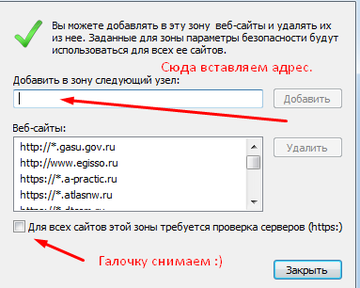 Вы можете добавлять в эту зону веб-сайты и удалять их
из нее. Заданные для зоны параметры безопасности будут
использоваться для всех ее сайтов.
Сюда вставляем адрес.
Добавить в зону следующий узел:
Добавить
Веб-сайты:
http://*.gasu.gov.ru
http://www.egisso.ru
https://*.a-practic.ru
https://*.atlasnw.ru
Удалить
Для всех сайтов этой зоны требуется проверка серверов (https:)
Галочку снимаем :)
Закрыть